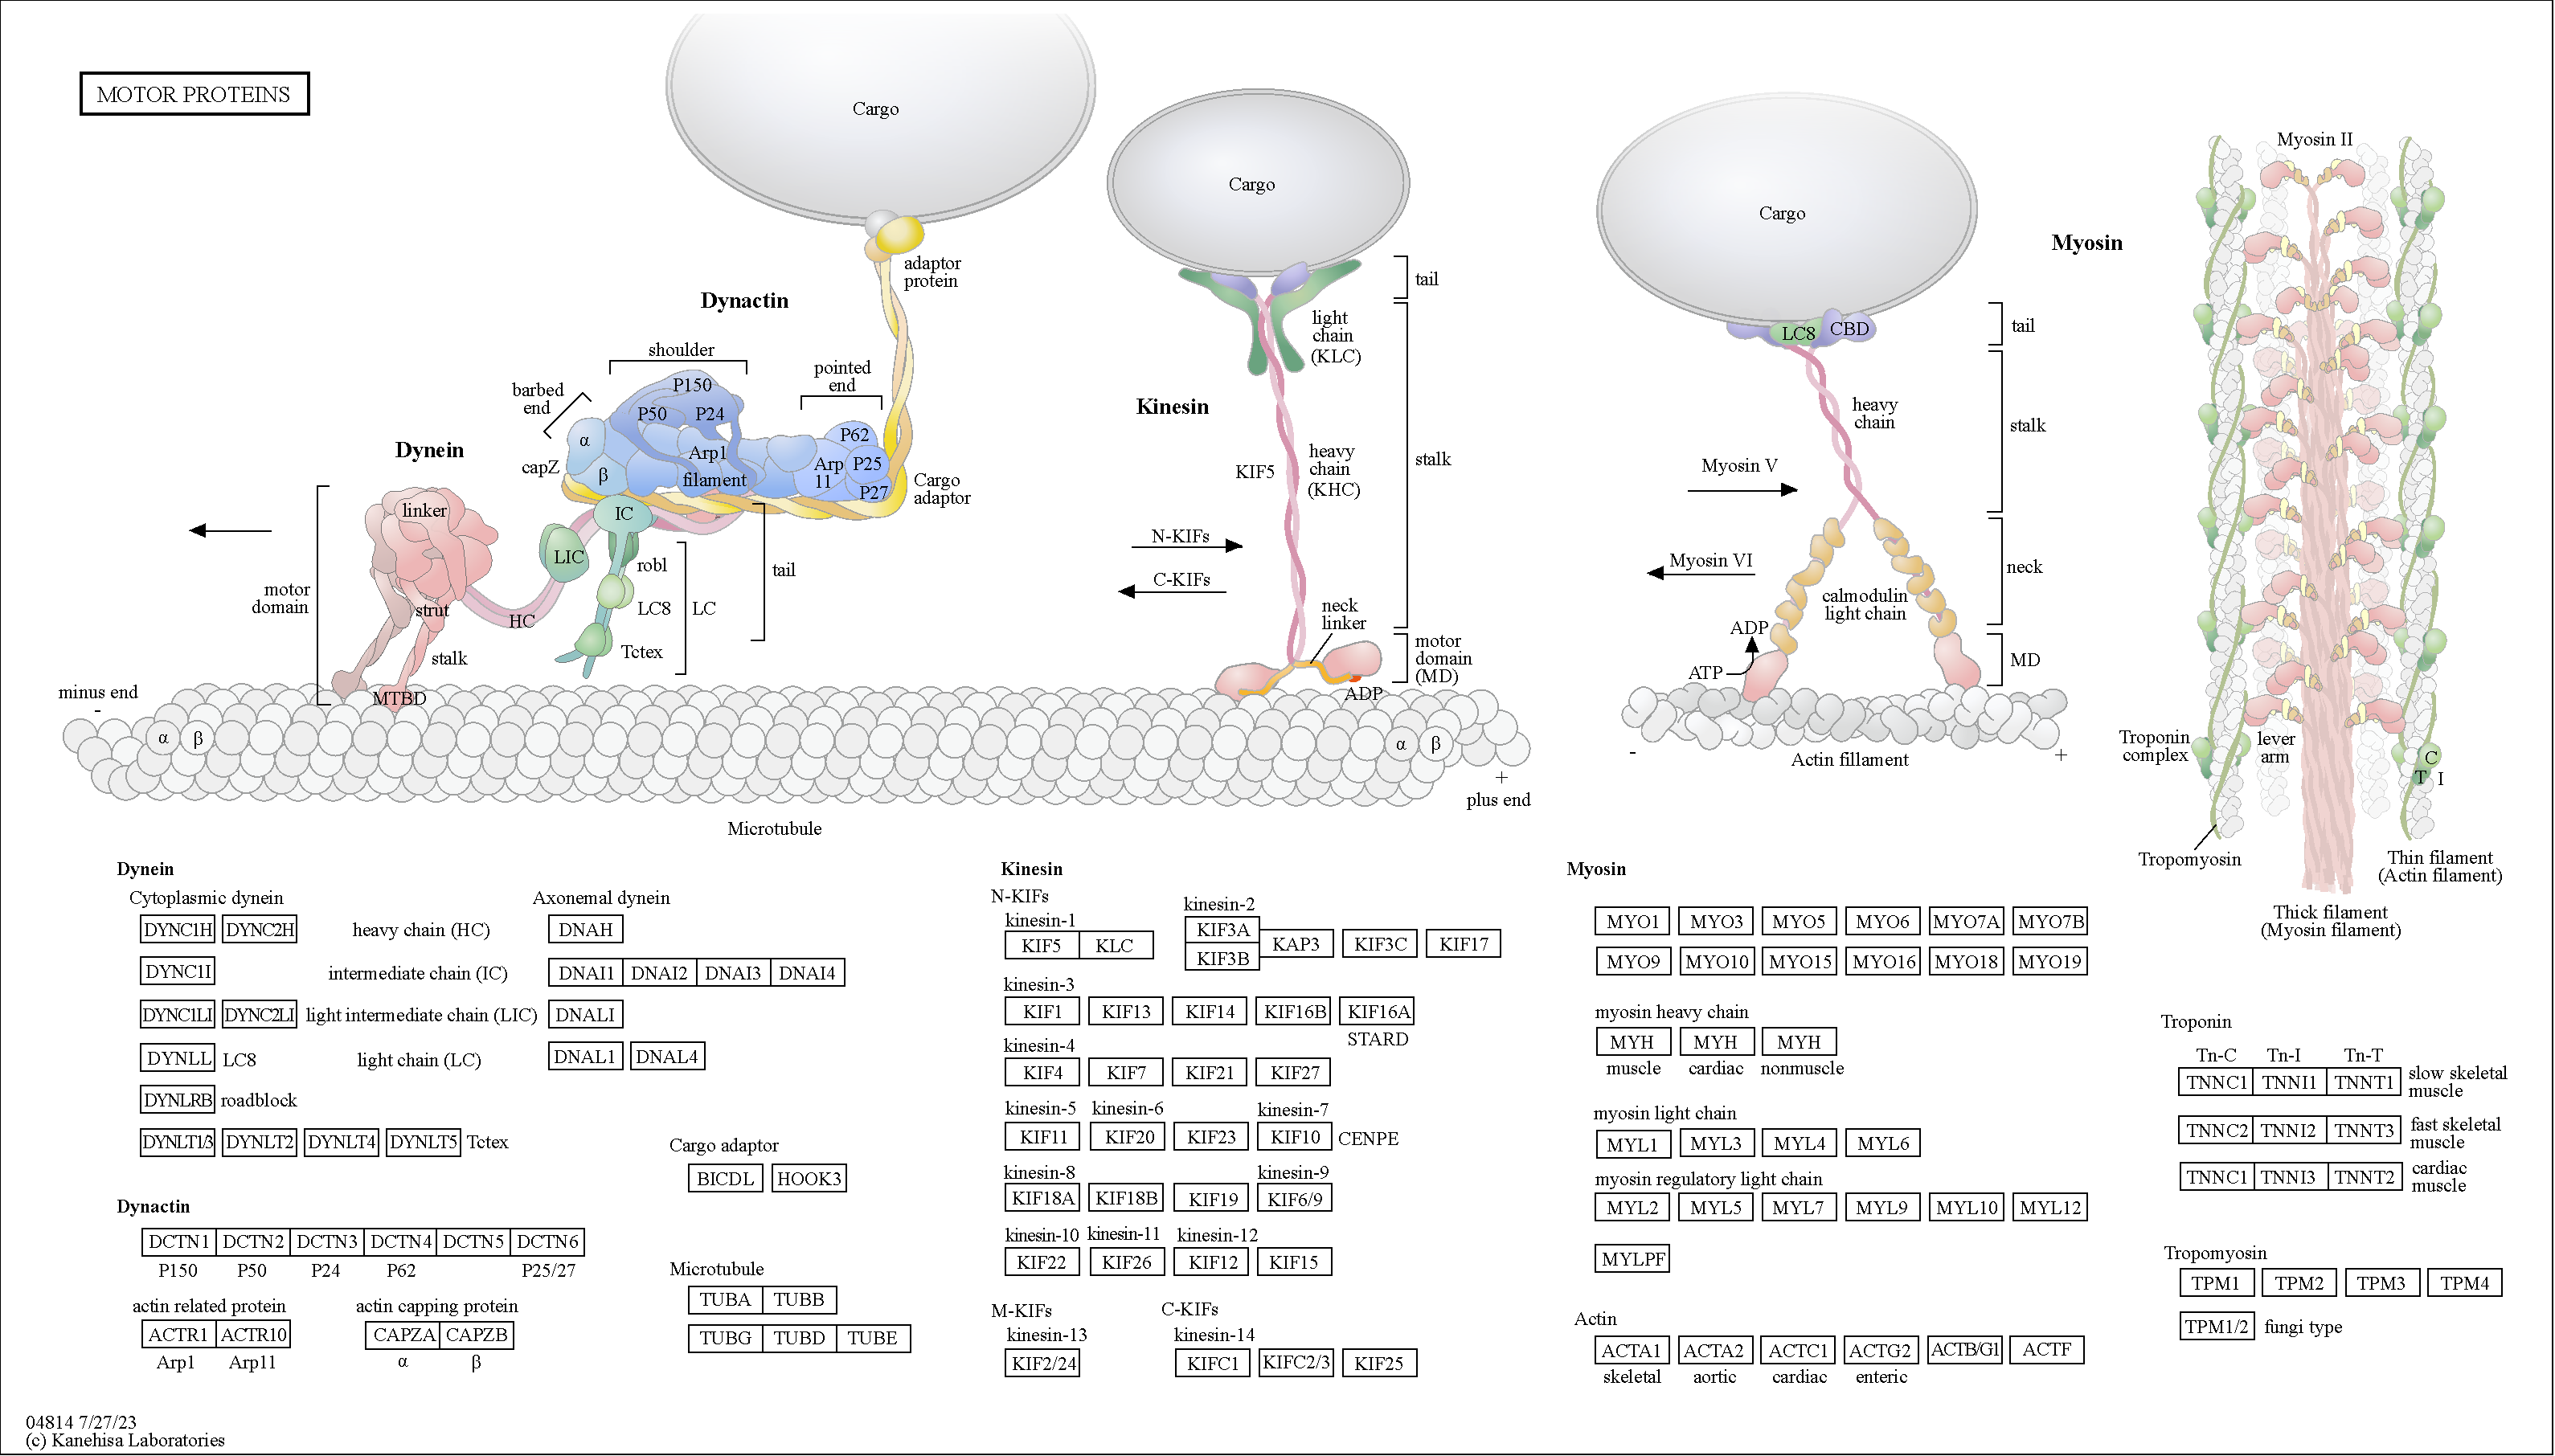 MOTOR PROTEINS
Cargo
adaptor
protein
Dynactin
shoulder
barbed
end
pointed
end
P150
P50
P24
α
β
capZ
Arp1
filament
P62
Arp
11
P25
P27
Cargo
adaptor
Dynein
linker
motor
domain
strut
stalk
MTBD
HC
LIC
IC
robl
LC8
LC
Tctex
tail
minus end
-
α
β
Microtubule
Cargo
tail
light
chain
(KLC)
Kinesin
KIF5
heavy
chain
(KHC)
stalk
N-KIFs
C-KIFs
neck
linker
motor
domain
(MD)
ADP
α
β
+
plus end
Cargo
Myosin
LC8
CBD
tail
heavy
chain
stalk
Myosin V
Myosin VI
neck
calmodulin
light chain
ADP
ATP
MD
-
+
Actin fillament
Myosin II
Troponin
complex
lever
arm
C
T
I
Tropomyosin
Thin filament
(Actin filament)
Thick filament
(Myosin filament)
Dynein
Cytoplasmic dynein
Axonemal dynein
DYNC1H DYNC2H heavy chain (HC) DNAH
DYNC1I intermediate chain (IC) DNAI1 DNAI2 DNAI3 DNAI4
DYNC1LI DYNC2LI light intermediate chain (LIC) DNALI
DYNLL LC8 light chain (LC) DNAL1 DNAL4
DYNLRB roadblock
DYNLT1/3 DYNLT2 DYNLT4 DYNLT5 Tctex
Dynactin
DCTN1 DCTN2 DCTN3 DCTN4 DCTN5 DCTN6
P150 P50 P24 P62 P25/27
actin related protein
ACTR1 ACTR10
Arp1 Arp11
actin capping protein
CAPZA CAPZB
α β
Cargo adaptor
BICDL HOOK3
Microtubule
TUBA TUBB
TUBG TUBD TUBE
Kinesin
N-KIFs
kinesin-1
KIF5 KLC
kinesin-2
KIF3A
KIF3B
KAP3 KIF3C KIF17
kinesin-3
KIF1 KIF13 KIF14 KIF16B KIF16A
STARD
kinesin-4
KIF4 KIF7 KIF21 KIF27
kinesin-5 kinesin-6 kinesin-7
KIF11 KIF20 KIF23 KIF10 CENPE
kinesin-8 kinesin-9
KIF18A KIF18B KIF19 KIF6/9
kinesin-10 kinesin-11 kinesin-12
KIF22 KIF26 KIF12 KIF15
M-KIFs C-KIFs
kinesin-13 kinesin-14
KIF2/24 KIFC1 KIFC2/3 KIF25
Myosin
MYO1 MYO3 MYO5 MYO6 MYO7A MYO7B
MYO9 MYO10 MYO15 MYO16 MYO18 MYO19
myosin heavy chain
MYH MYH MYH
muscle cardiac nonmuscle
myosin light chain
MYL1 MYL3 MYL4 MYL6
myosin regulatory light chain
MYL2 MYL5 MYL7 MYL9 MYL10 MYL12
MYLPF
Actin
ACTA1 ACTA2 ACTC1 ACTG2 ACTB/G1 ACTF
skeletal aortic cardiac enteric
Troponin
Tn-C Tn-I Tn-T
TNNC1 TNNI1 TNNT1
slow skeletal
muscle
TNNC2 TNNI2 TNNT3
fast skeletal
muscle
TNNC1 TNNI3 TNNT2
cardiac
muscle
Tropomyosin
TPM1 TPM2 TPM3 TPM4
TPM1/2 fungi type
04814 7/27/23
(c) Kanehisa Laboratories